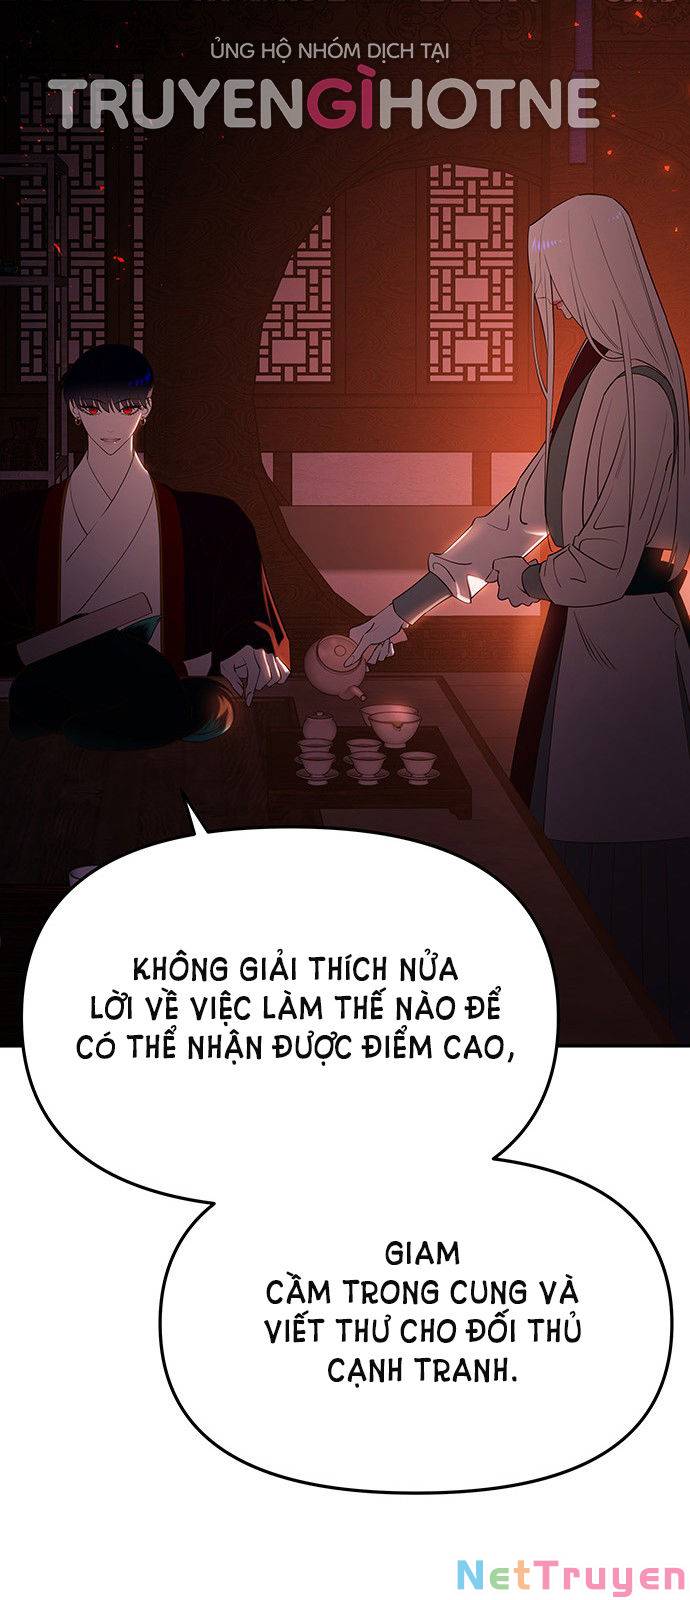 ỦNG HỘ NHÓM DỊCH TẠI
TRUYENGÌHOTNE
KHÔNG GIẢI THÍCH NỬA
LỜI VỀ VIỆC LÀM THẾ NÀO ĐỂ
CÓ THỂ NHẬN ĐƯỢC ĐIỂM CAO,
GIAM
CẦM TRONG CUNG VÀ
VIẾT THƯ CHO ĐỐI THỦ
CẠNH TRANH.
NetTruyen